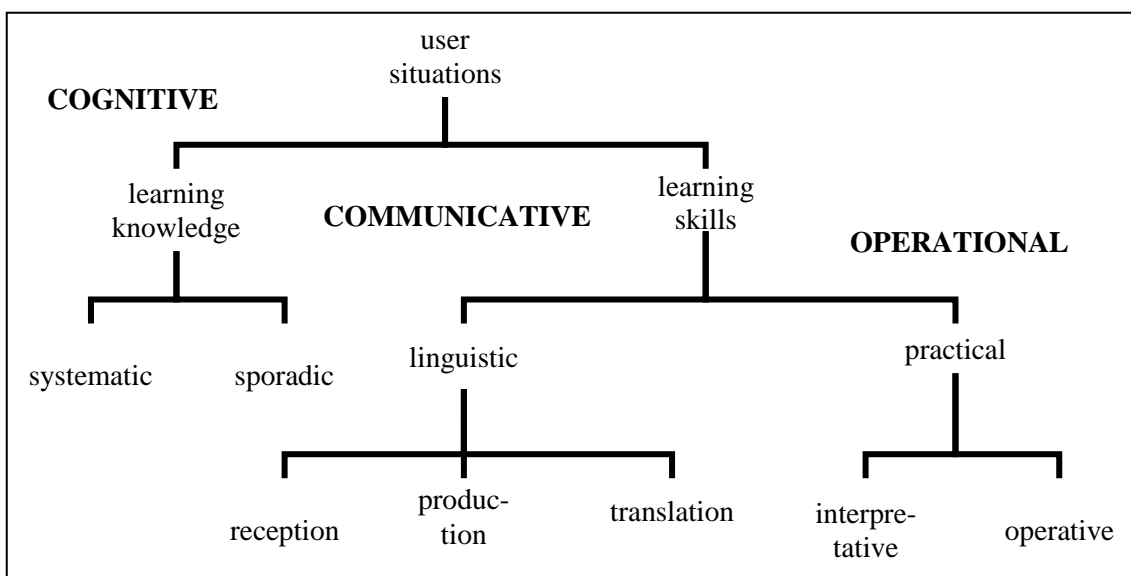 user
situations
COGNITIVE
learning
knowledge
COMMUNICATIVE
learning
skills
OPERATIONAL
systematic
sporadic
linguistic
practical
reception
produc-
tion
translation
interpre-
tative
operative